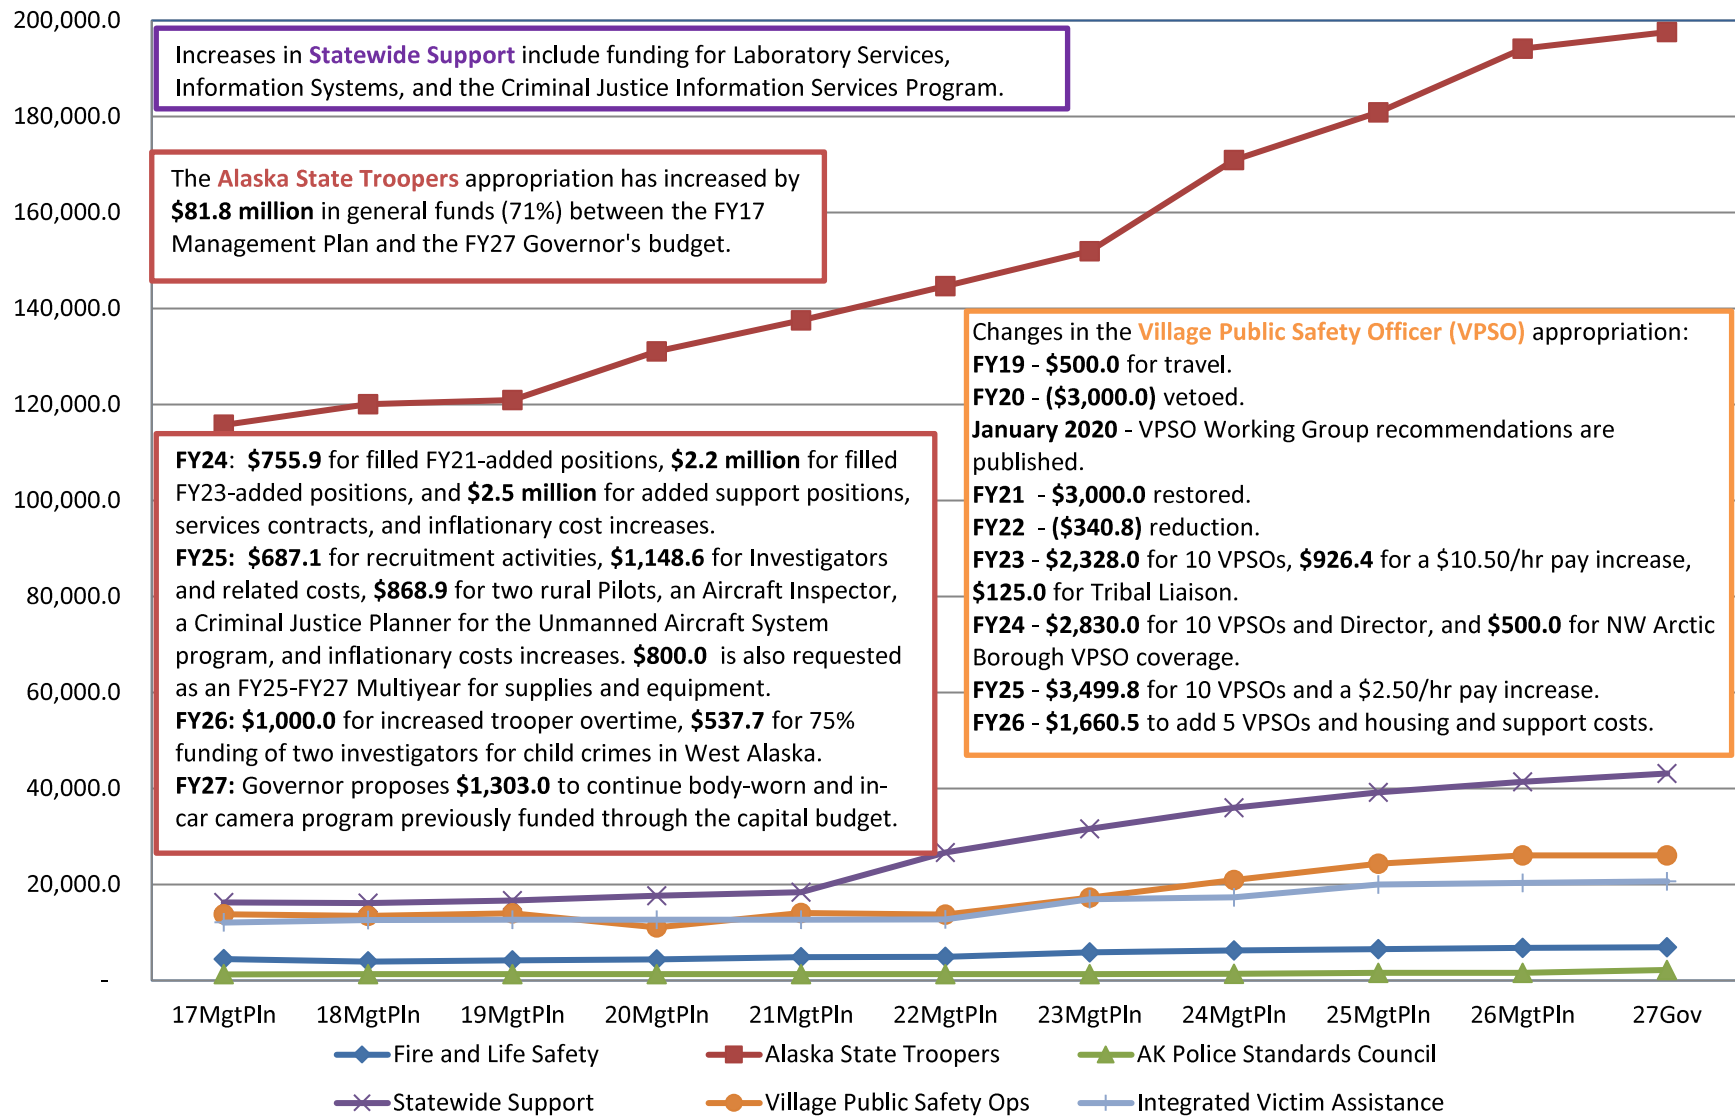 200,000.0
180,000.0
160,000.0
140,000.0
120,000.0
100,000.0
80,000.0
60,000.0
40,000.0
20,000.0
-
Increases in Statewide Support include funding for Laboratory Services,
Information Systems, and the Criminal Justice Information Services Program.
The Alaska State Troopers appropriation has increased by
$81.8 million in general funds (71%) between the FY17
Management Plan and the FY27 Governor's budget.
FY24: $755.9 for filled FY21-added positions, $2.2 million for filled
FY23-added positions, and $2.5 million for added support positions,
services contracts, and inflationary cost increases.
FY25: $687.1 for recruitment activities, $1,148.6 for Investigators
and related costs, $868.9 for two rural Pilots, an Aircraft Inspector,
a Criminal Justice Planner for the Unmanned Aircraft System
program, and inflationary costs increases. $800.0 is also requested
as an FY25-FY27 Multiyear for supplies and equipment.
FY26: $1,000.0 for increased trooper overtime, $537.7 for 75%
funding of two investigators for child crimes in West Alaska.
FY27: Governor proposes $1,303.0 to continue body-worn and in-
car camera program previously funded through the capital budget.
Changes in the Village Public Safety Officer (VPSO) appropriation:
FY19 - $500.0 for travel.
FY20 - ($3,000.0) vetoed.
January 2020 - VPSO Working Group recommendations are
published.
FY21 - $3,000.0 restored.
FY22 - ($340.8) reduction.
FY23 - $2,328.0 for 10 VPSOs, $926.4 for a $10.50/hr pay increase,
$125.0 for Tribal Liaison.
FY24 - $2,830.0 for 10 VPSOs and Director, and $500.0 for NW Arctic
Borough VPSO coverage.
FY25 - $3,499.8 for 10 VPSOs and a $2.50/hr pay increase.
FY26 - $1,660.5 to add 5 VPSOs and housing and support costs.
17MgtPln 18MgtPln 19MgtPln 20MgtPln 21MgtPln 22MgtPln 23MgtPln 24MgtPln 25MgtPln 26MgtPln 27Gov
Fire and Life Safety Alaska State Troopers AK Police Standards Council
Statewide Support Village Public Safety Ops Integrated Victim Assistance